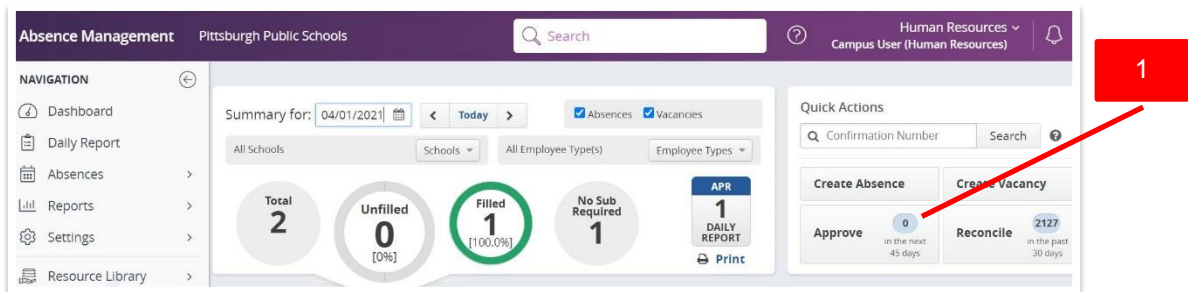 Absence Management Pittsburgh Public Schools Search Human Resources
Campus User (Human Resources)
1
NAVIGATION
Dashboard
Daily Report
Absences
Reports
Settings
Resource Library
Summary for: 04/01/2021 Today Absences Vacancies
All Schools Schools All Employee Type(s) Employee Types
Total
2
Unfilled
0
[0%]
Filled
1
[100.0%]
No Sub
Required
1
APR
1
DAILY
REPORT
Print
Quick Actions
Confirmation Number Search
Create Absence Create Vacancy
Approve 0
in the next
45 days
Reconcile 2127
in the past
30 days